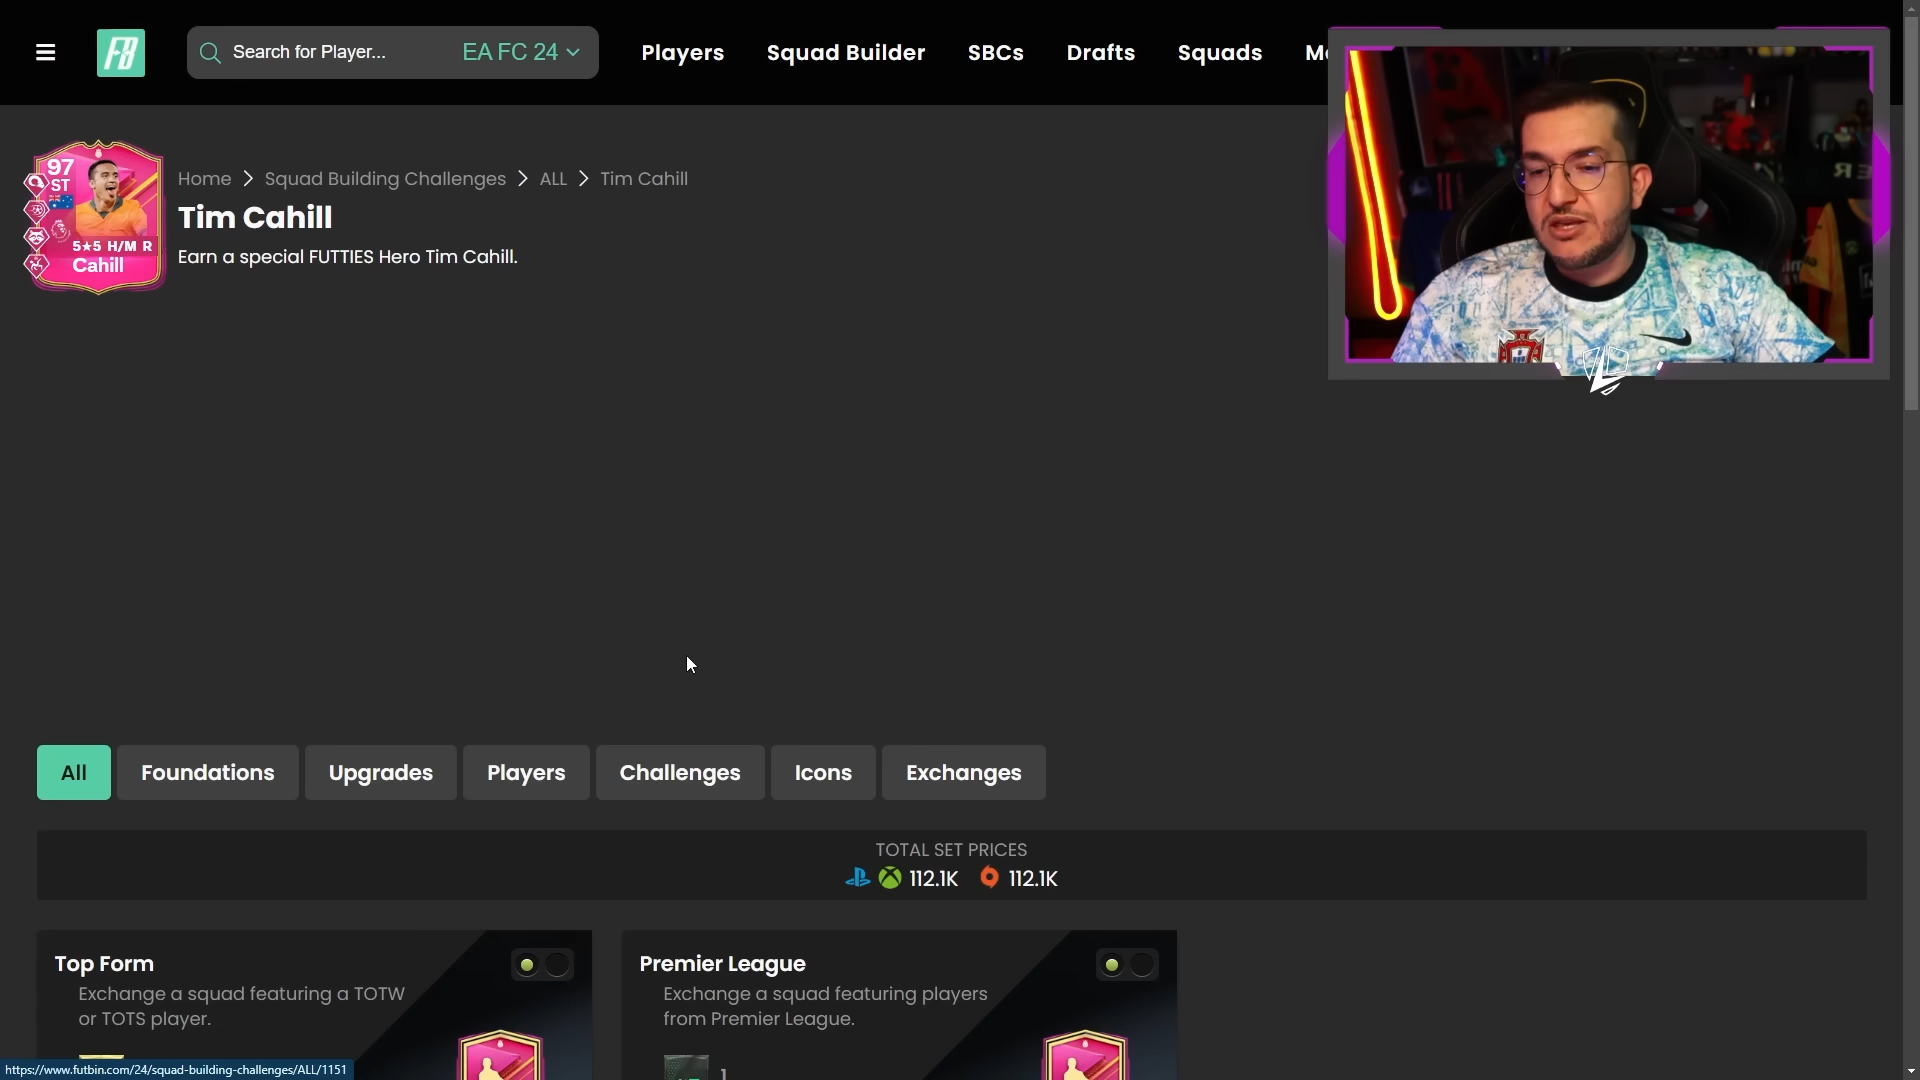 FB
Search for Player...
EA FC 24
Players
Squad Builder
SBCs
Drafts
Squads
97
ST
5★5 H/M R
Cahill
Home > Squad Building Challenges > ALL > Tim Cahill
Tim Cahill
Earn a special FUTTIES Hero Tim Cahill.
All
Foundations
Upgrades
Players
Challenges
Icons
Exchanges
TOTAL SET PRICES
112.1K 112.1K
Top Form
Exchange a squad featuring a TOTW
or TOTS player.
Premier League
Exchange a squad featuring players
from Premier League.
1
https://www.futbin.com/24/squad-building-challenges/ALL/1151